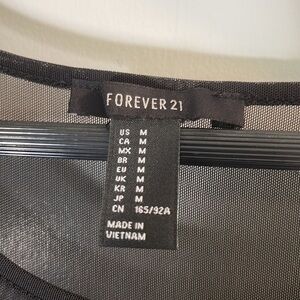 FOREVER 21
US M
CA M
MX M
BR M
EU M
UK M
KR M
JP M
CN 165/92A
MADE IN
VIETNAM